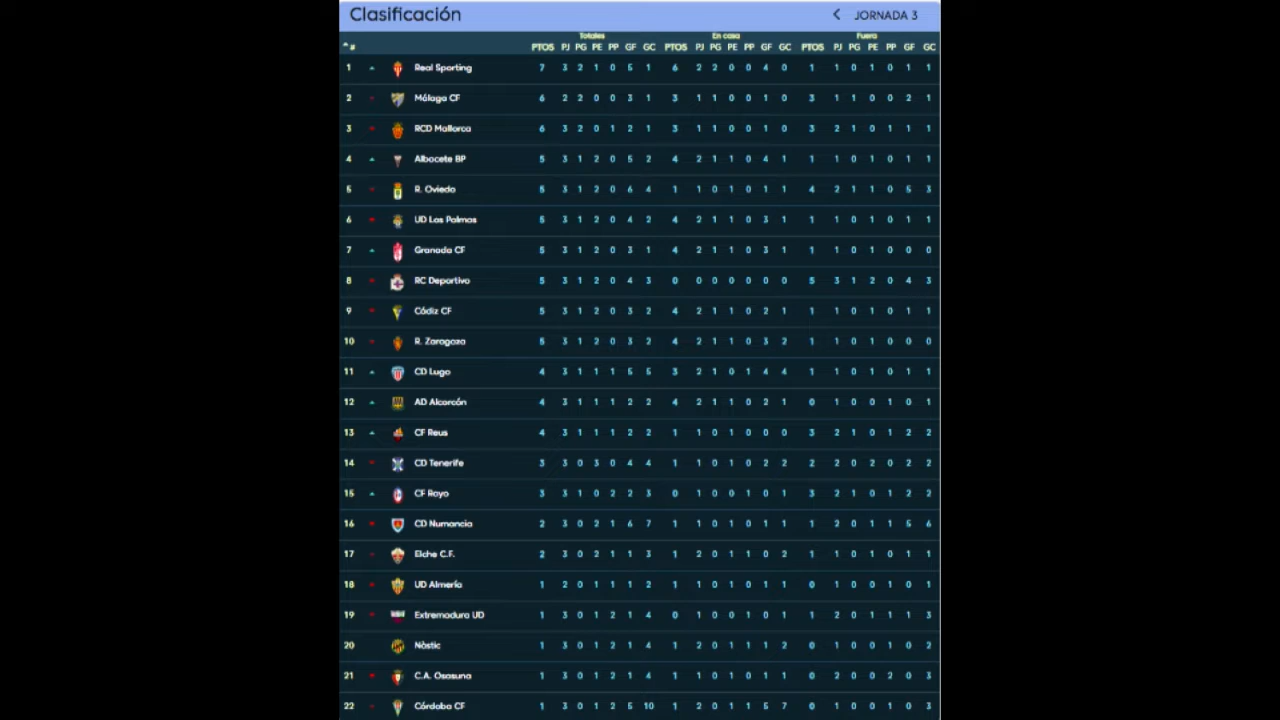 Clasificación < JORNADA 3
Totales En casa Fuera
# PTOS PJ PG PE PP GF GC PTOS PJ PG PE PP GF GC PTOS PJ PG PE PP GF GC
1 Real Sporting 7 3 2 1 0 5 1 6 2 2 0 0 4 0 1 1 0 1 0 1 1
2 Málaga CF 6 2 2 0 0 3 1 3 1 1 0 0 1 0 3 1 1 0 0 2 1
3 RCD Mallorca 6 3 2 0 1 2 1 3 1 1 0 0 1 0 3 2 1 0 1 1 1
4 Albacete BP 5 3 1 2 0 5 2 4 2 1 1 0 4 1 1 1 0 1 0 1 1
5 R. Oviedo 5 3 1 2 0 6 4 1 1 0 1 0 1 1 4 2 1 1 0 5 3
6 UD Las Palmas 5 3 1 2 0 4 2 4 2 1 1 0 3 1 1 1 0 1 0 1 1
7 Granada CF 5 3 1 2 0 3 1 4 2 1 1 0 3 1 1 1 0 1 0 0 0
8 RC Deportivo 5 3 1 2 0 4 3 0 0 0 0 0 0 0 5 3 1 2 0 4 3
9 Cádiz CF 5 3 1 2 0 3 2 4 2 1 1 0 2 1 1 1 0 1 0 1 1
10 R. Zaragoza 5 3 1 2 0 3 2 4 2 1 1 0 3 2 1 1 0 1 0 0 0
11 CD Lugo 4 3 1 1 1 5 5 3 2 1 0 1 4 4 1 1 0 1 0 1 1
12 AD Alcorcón 4 3 1 1 1 2 2 4 2 1 1 0 2 1 0 1 0 0 1 0 1
13 CF Reus 4 3 1 1 1 2 2 1 1 0 1 0 0 0 3 2 1 0 1 2 2
14 CD Tenerife 3 3 0 3 0 4 4 1 1 0 1 0 2 2 2 2 0 2 0 2 2
15 CF Rayo 3 3 1 0 2 2 3 0 1 0 0 1 0 1 3 2 1 0 1 2 2
16 CD Numancia 2 3 0 2 1 6 7 1 1 0 1 0 1 1 1 2 0 1 1 5 6
17 Elche C.F. 2 3 0 2 1 1 3 1 2 0 1 1 0 2 1 1 0 1 0 1 1
18 UD Almería 1 2 0 1 1 1 2 1 1 0 1 0 1 1 0 1 0 0 1 0 1
19 Extremadura UD 1 3 0 1 2 1 4 0 1 0 0 1 0 1 1 2 0 1 1 1 3
20 Nàstic 1 3 0 1 2 1 4 1 2 0 1 1 1 2 0 1 0 0 1 0 2
21 C.A. Osasuna 1 3 0 1 2 1 4 1 1 0 1 0 1 1 0 2 0 0 2 0 3
22 Córdoba CF 1 3 0 1 2 5 10 1 2 0 1 1 5 7 0 1 0 0 1 0 3